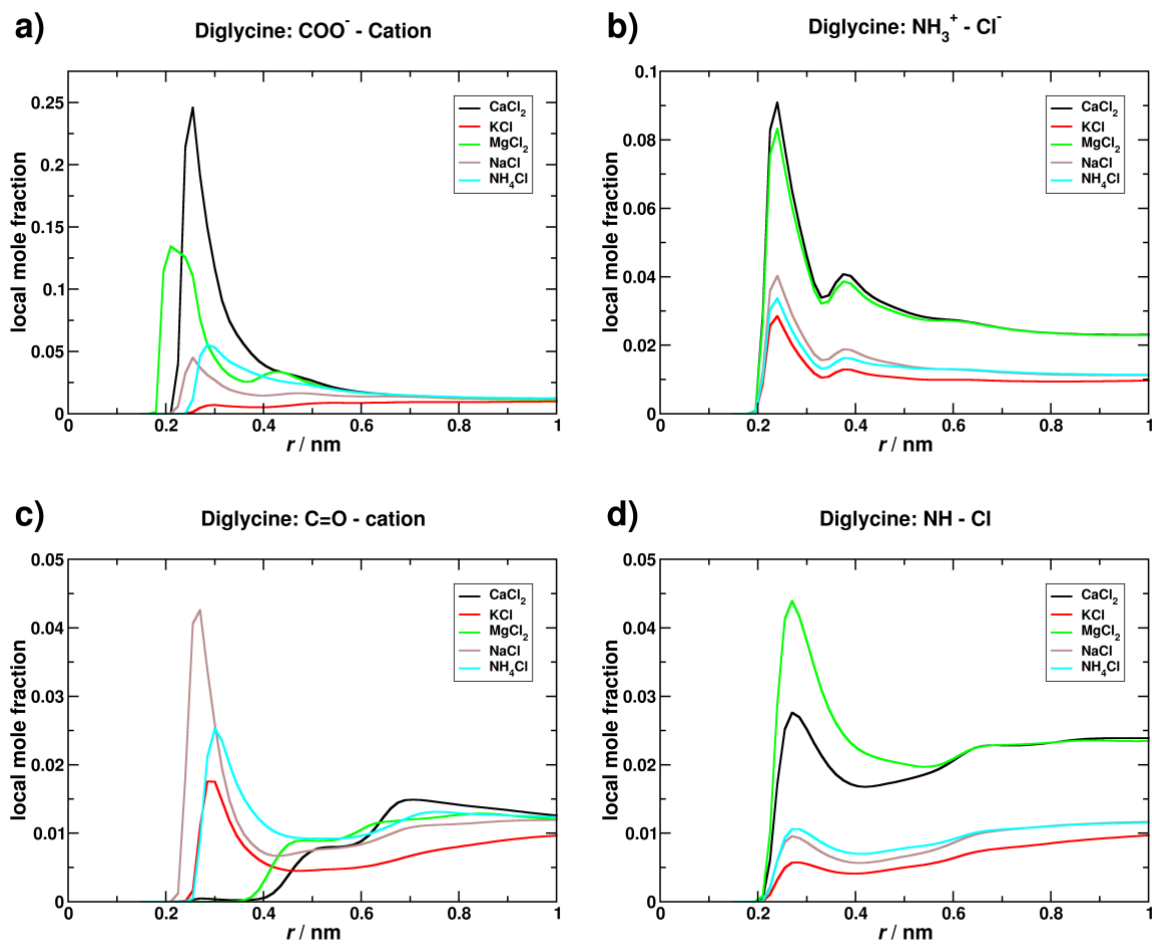 a)
Diglycine: COO⁻ - Cation
local mole fraction
0.25
0.2
0.15
0.1
0.05
0
CaCl₂
KCl
MgCl₂
NaCl
NH₄Cl
0 0.2 0.4 0.6 0.8 1
r / nm
b)
Diglycine: NH₃⁺ - Cl⁻
local mole fraction
0.1
0.08
0.06
0.04
0.02
0
CaCl₂
KCl
MgCl₂
NaCl
NH₄Cl
0 0.2 0.4 0.6 0.8 1
r / nm
c)
Diglycine: C=O - cation
local mole fraction
0.05
0.04
0.03
0.02
0.01
0
CaCl₂
KCl
MgCl₂
NaCl
NH₄Cl
0 0.2 0.4 0.6 0.8 1
r / nm
d)
Diglycine: NH - Cl
local mole fraction
0.05
0.04
0.03
0.02
0.01
0
CaCl₂
KCl
MgCl₂
NaCl
NH₄Cl
0 0.2 0.4 0.6 0.8 1
r / nm